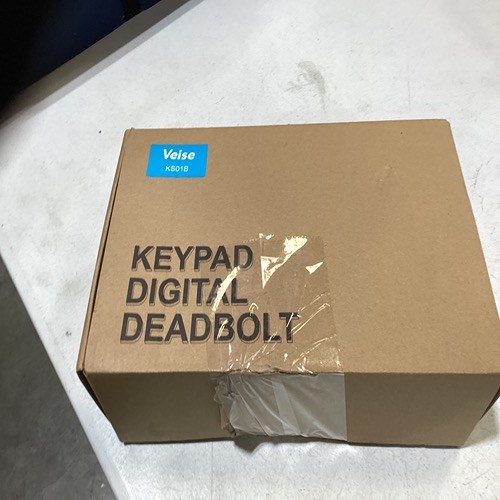 Veise
KS01B
KEYPAD
DIGITAL
DEADBOLT